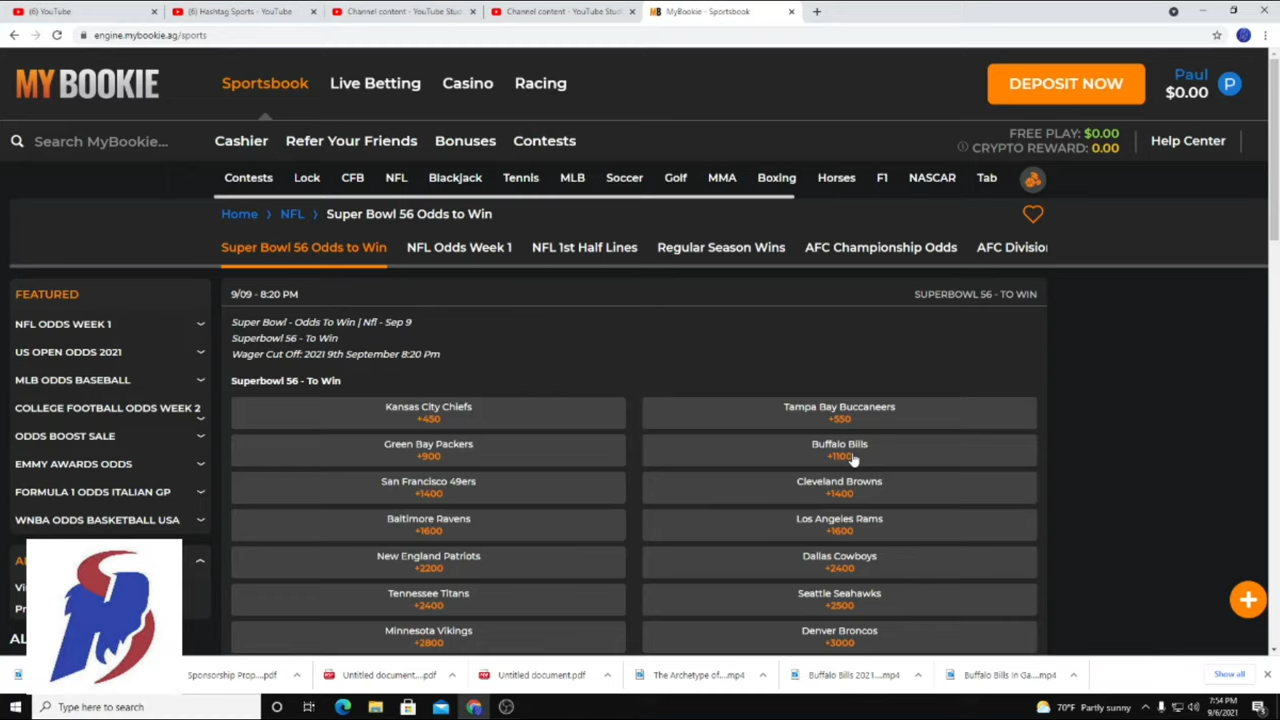 (6) YouTube
(6) Hashtag Sports - YouTube
Channel content - YouTube Stud
Channel content - YouTube Stud
MyBookie - Sportsbook
engine.mybookie.ag/sports
MYBOOKIE
Sportsbook
Live Betting
Casino
Racing
DEPOSIT NOW
Paul
$0.00
P
Search MyBookie...
Cashier
Refer Your Friends
Bonuses
Contests
FREE PLAY: $0.00
CRYPTO REWARD: 0.00
Help Center
Contests
Lock
CFB
NFL
Blackjack
Tennis
MLB
Soccer
Golf
MMA
Boxing
Horses
F1
NASCAR
Tab
Home > NFL > Super Bowl 56 Odds to Win
Super Bowl 56 Odds to Win
NFL Odds Week 1
NFL 1st Half Lines
Regular Season Wins
AFC Championship Odds
AFC Division
FEATURED
NFL ODDS WEEK 1
US OPEN ODDS 2021
MLB ODDS BASEBALL
COLLEGE FOOTBALL ODDS WEEK 2
ODDS BOOST SALE
EMMY AWARDS ODDS
FORMULA 1 ODDS ITALIAN GP
WNBA ODDS BASKETBALL USA
9/09 - 8:20 PM
SUPERBOWL 56 - TO WIN
Super Bowl - Odds To Win | Nfl - Sep 9
Superbowl 56 - To Win
Wager Cut Off: 2021 9th September 8:20 Pm
Superbowl 56 - To Win
Kansas City Chiefs
+450
Tampa Bay Buccaneers
+550
Green Bay Packers
+900
Buffalo Bills
+1100
San Francisco 49ers
+1400
Cleveland Browns
+1400
Baltimore Ravens
+1600
Los Angeles Rams
+1600
New England Patriots
+2200
Dallas Cowboys
+2400
Tennessee Titans
+2400
Seattle Seahawks
+2500
Minnesota Vikings
+2800
Denver Broncos
+3000
Sponsorship Prop....pdf
Untitled document....pdf
Untitled document.pdf
The Archetype of....mp4
Buffalo Bills 2021....mp4
Buffalo Bills In Ga....mp4
Show all
Type here to search
70°F Partly sunny
7:54 PM
9/6/2021